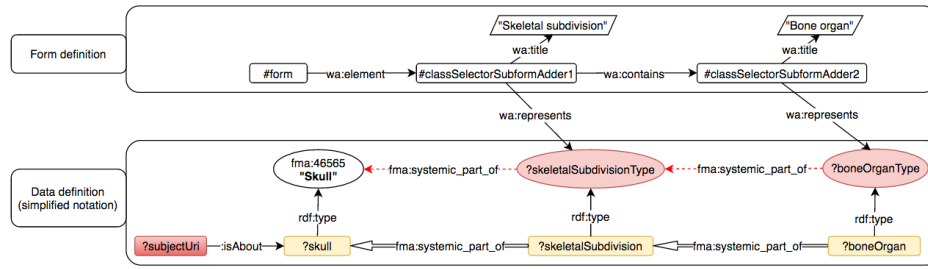 "Skeletal subdivision"
"Bone organ"
wa:title
wa:title
Form definition
#form
wa:element
#classSelectorSubformAdder1
wa:contains
#classSelectorSubformAdder2
wa:represents
wa:represents
fma:46565
"Skull"
fma:systemic_part_of
?skeletalSubdivisionType
fma:systemic_part_of
?boneOrganType
Data definition
(simplified notation)
rdf:type
rdf:type
rdf:type
?subjectUri
:isAbout
?skull
fma:systemic_part_of
?skeletalSubdivision
fma:systemic_part_of
?boneOrgan